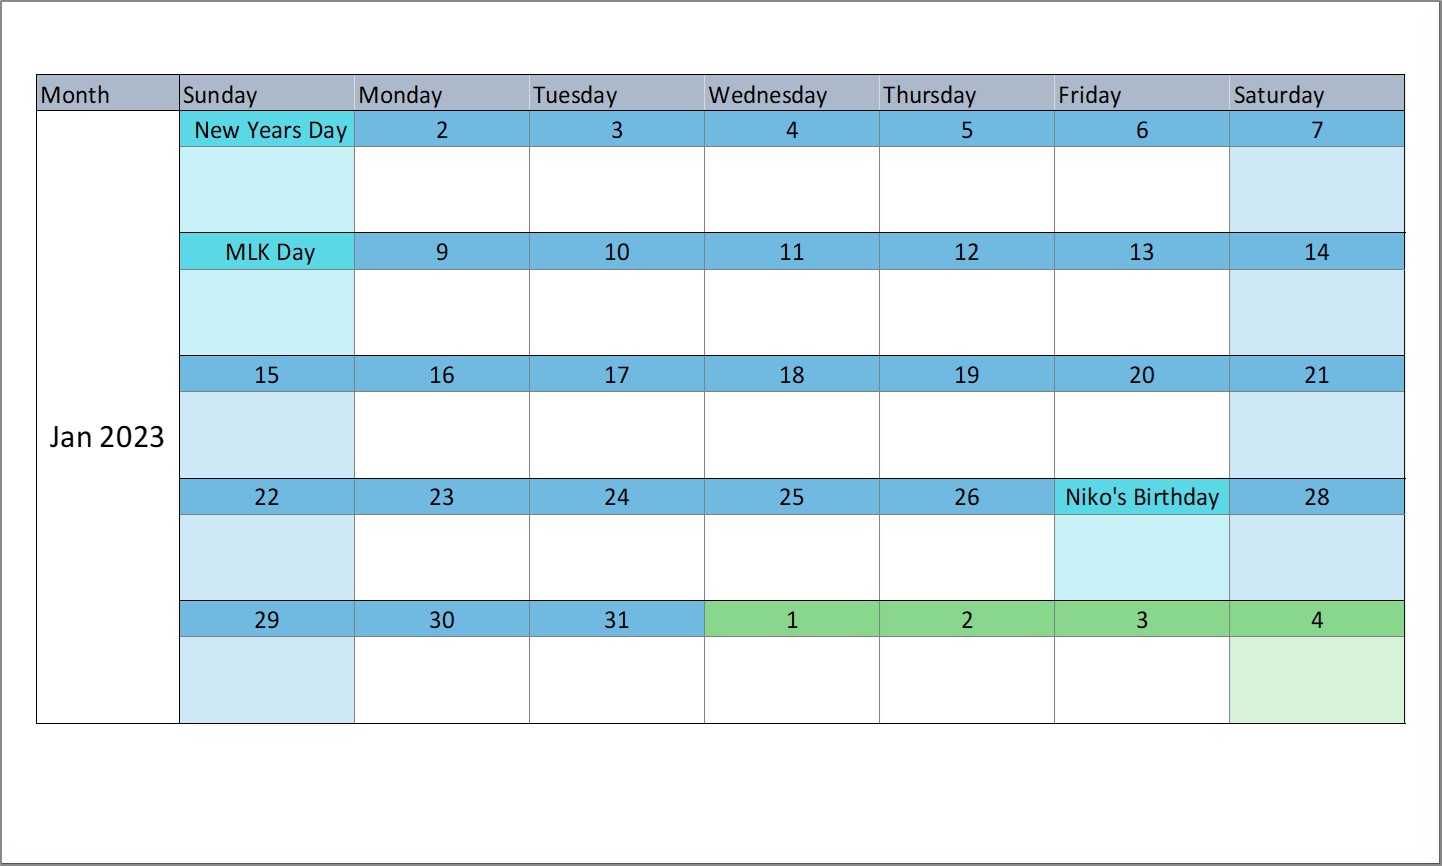 Month Sunday Monday Tuesday Wednesday Thursday Friday Saturday
New Years Day 2 3 4 5 6 7
MLK Day 9 10 11 12 13 14
15 16 17 18 19 20 21
Jan 2023
22 23 24 25 26 Niko's Birthday 28
29 30 31 1 2 3 4